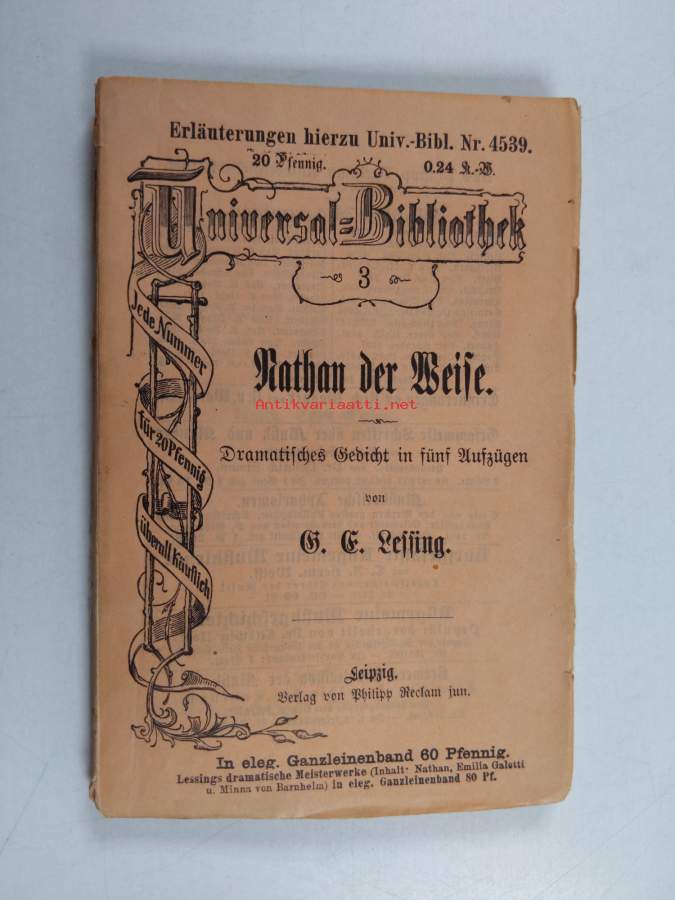 Erläuterungen hierzu Univ.-Bibl. Nr. 4539.
20 Pfennig. 0.24 K.-W.
Universal-Bibliothek
3
Jede Nummer
für 20 Pfennig
überall käuflich
Nathan der Weise.
Antikvariaatti.net
Dramatisches Gedicht in fünf Aufzügen
von
G. E. Lessing.
Leipzig.
Verlag von Philipp Reclam jun.
In eleg. Ganzleinenband 60 Pfennig.
Lessings dramatische Meisterwerke (Inhalt: Nathan, Emilia Galotti
u. Minna von Barnhelm) in eleg. Ganzleinenband 80 Pf.